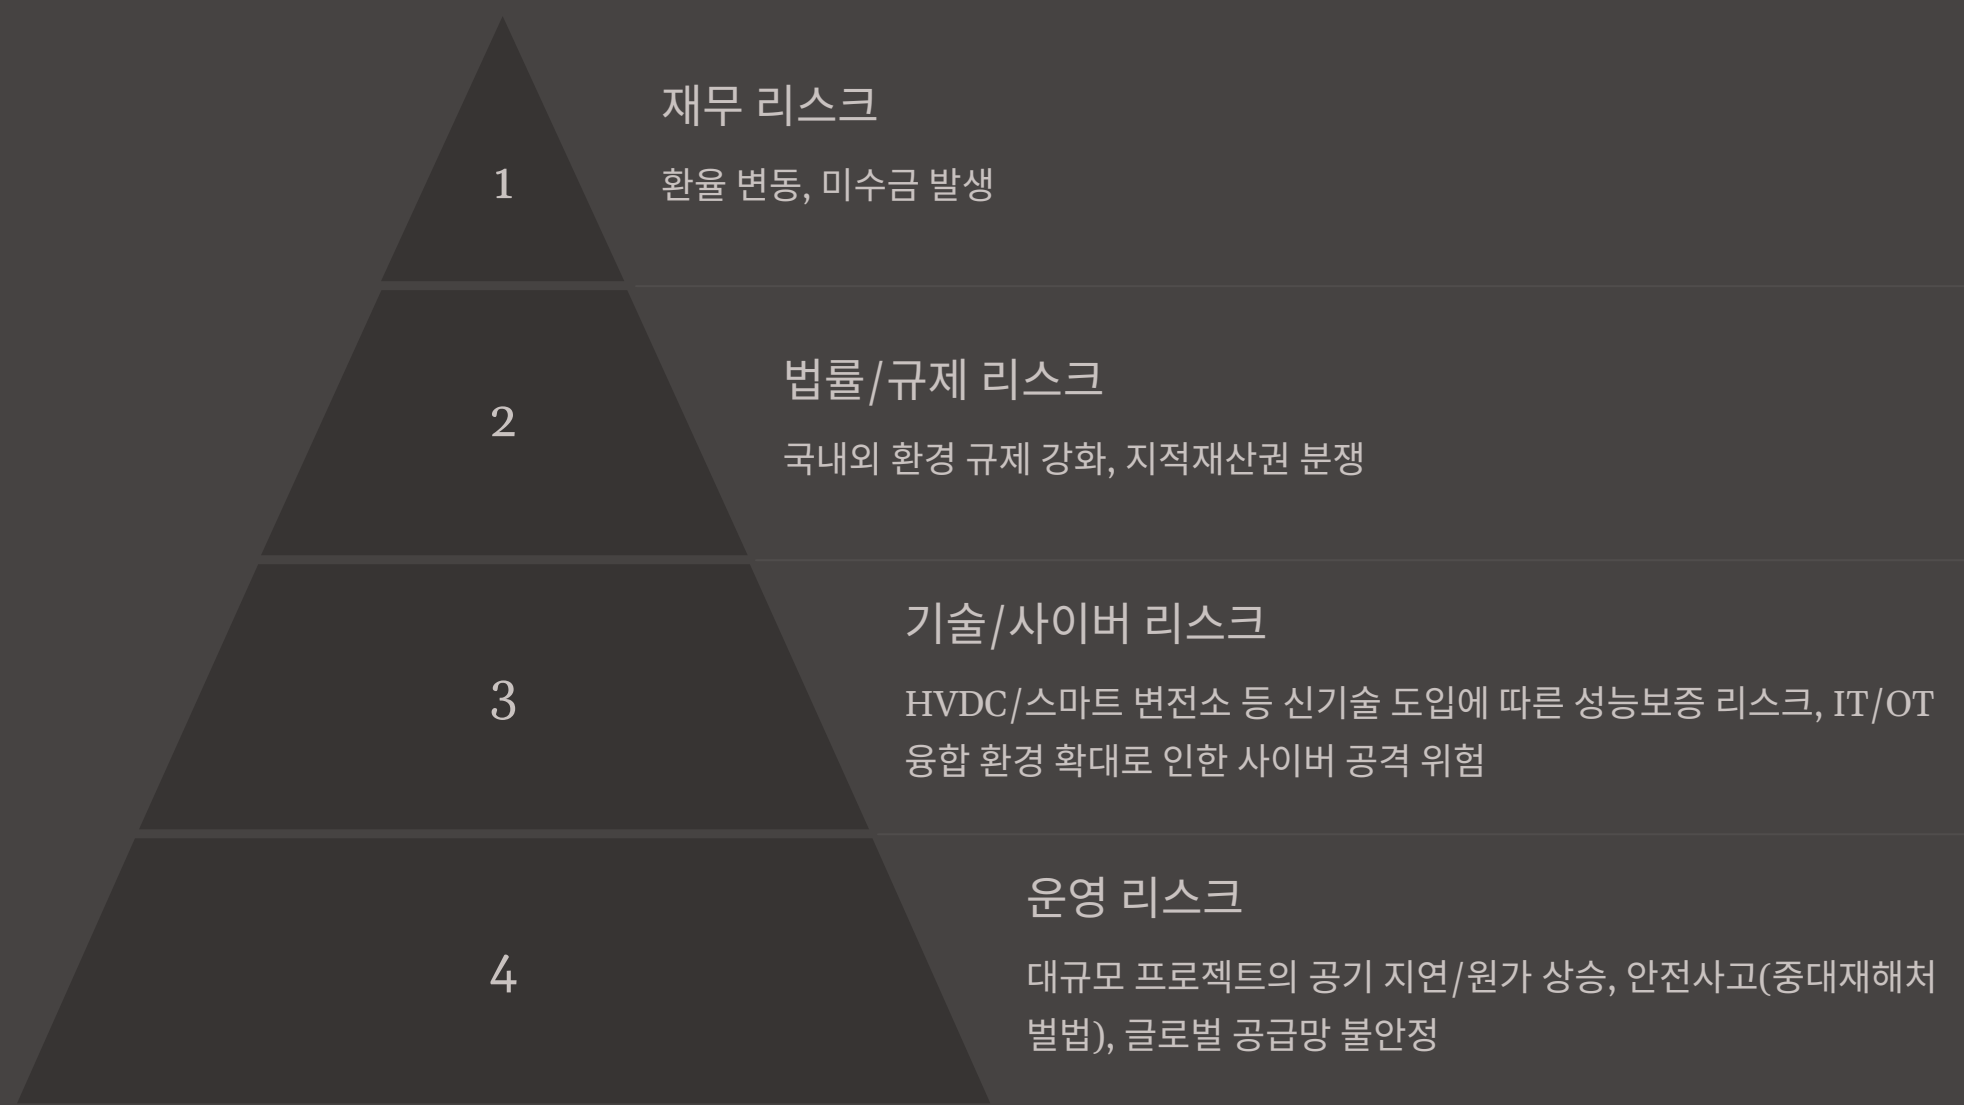 1
재무 리스크
환율 변동, 미수금 발생
2
법률/규제 리스크
국내외 환경 규제 강화, 지적재산권 분쟁
3
기술/사이버 리스크
HVDC/스마트 변전소 등 신기술 도입에 따른 성능보증 리스크, IT/OT
융합 환경 확대로 인한 사이버 공격 위험
4
운영 리스크
대규모 프로젝트의 공기 지연/원가 상승, 안전사고(중대재해처
벌법), 글로벌 공급망 불안정